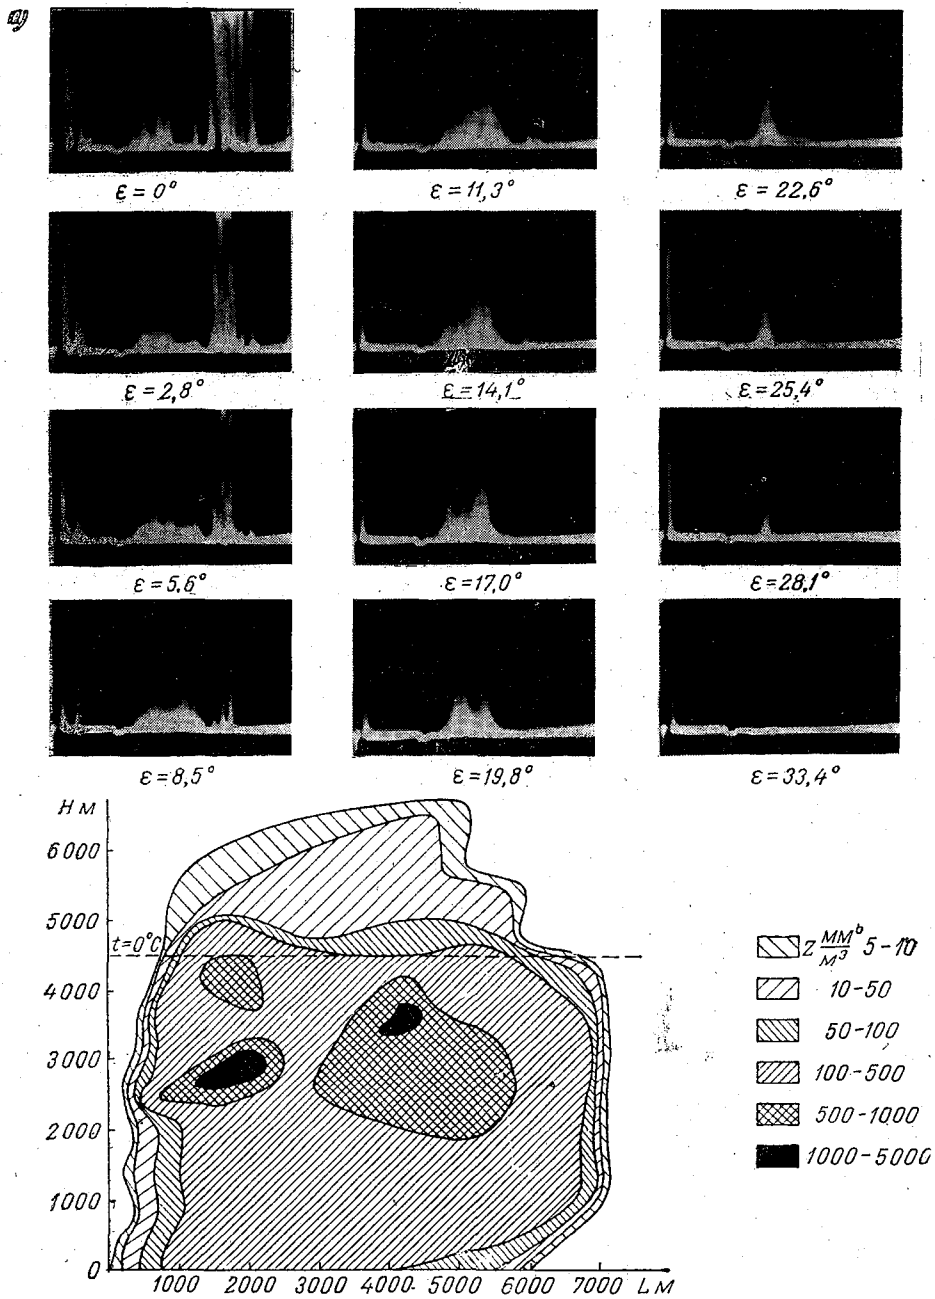 а)
ε = 0°
ε = 11,3°
ε = 22,6°
ε = 2,8°
ε = 14,1°
ε = 25,4°
ε = 5,6°
ε = 17,0°
ε = 28,1°
ε = 8,5°
ε = 19,8°
ε = 33,4°
H м
6000
5000
t=0°C
4000
3000
2000
1000
0
1000 2000 3000 4000 5000 6000 7000 L м
Z мм⁶/м³ 5-10
10-50
50-100
100-500
500-1000
1000-5000